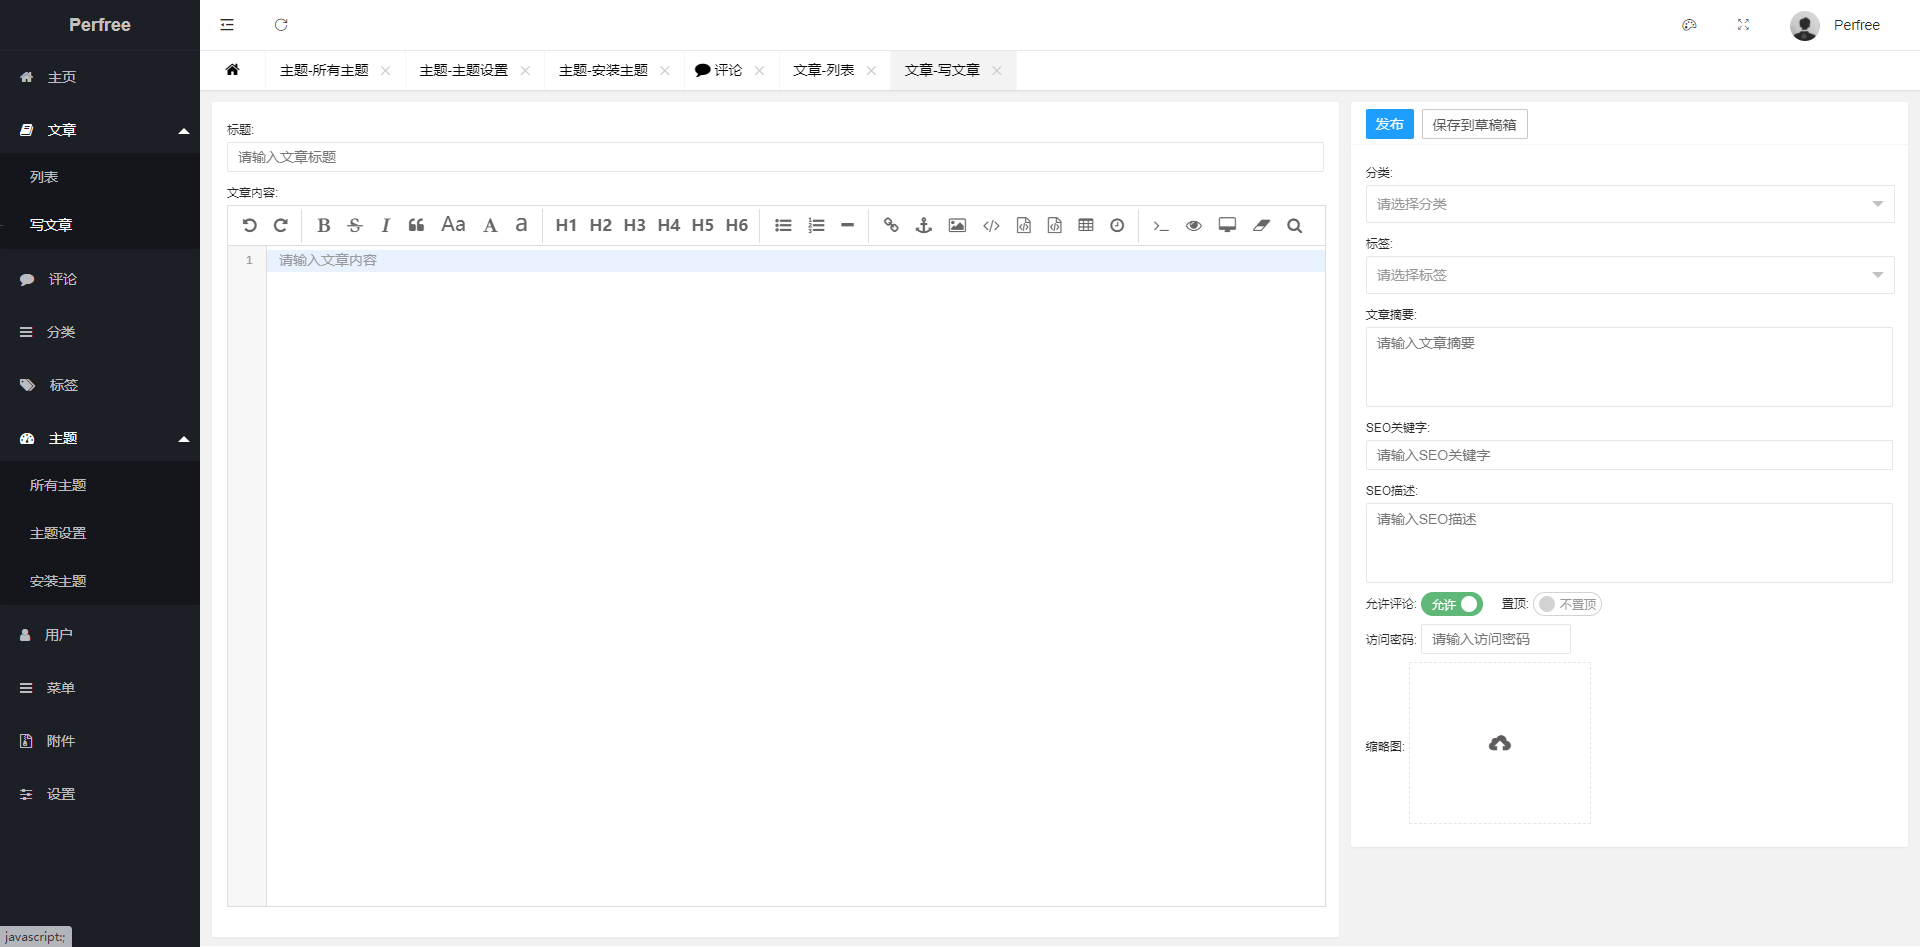 Perfree
主页
文章
列表
写文章
评论
分类
标签
主题
所有主题
主题设置
安装主题
用户
菜单
附件
设置
javascript:;
Perfree
主题-所有主题
主题-主题设置
主题-安装主题
评论
文章-列表
文章-写文章
标题:
请输入文章标题
文章内容:
B S I Aa A a H1 H2 H3 H4 H5 H6
1
请输入文章内容
发布
保存到草稿箱
分类:
请选择分类
标签:
请选择标签
文章摘要:
请输入文章摘要
SEO关键字:
请输入SEO关键字
SEO描述:
请输入SEO描述
允许评论: 允许 置顶: 不置顶
访问密码: 请输入访问密码
缩略图: